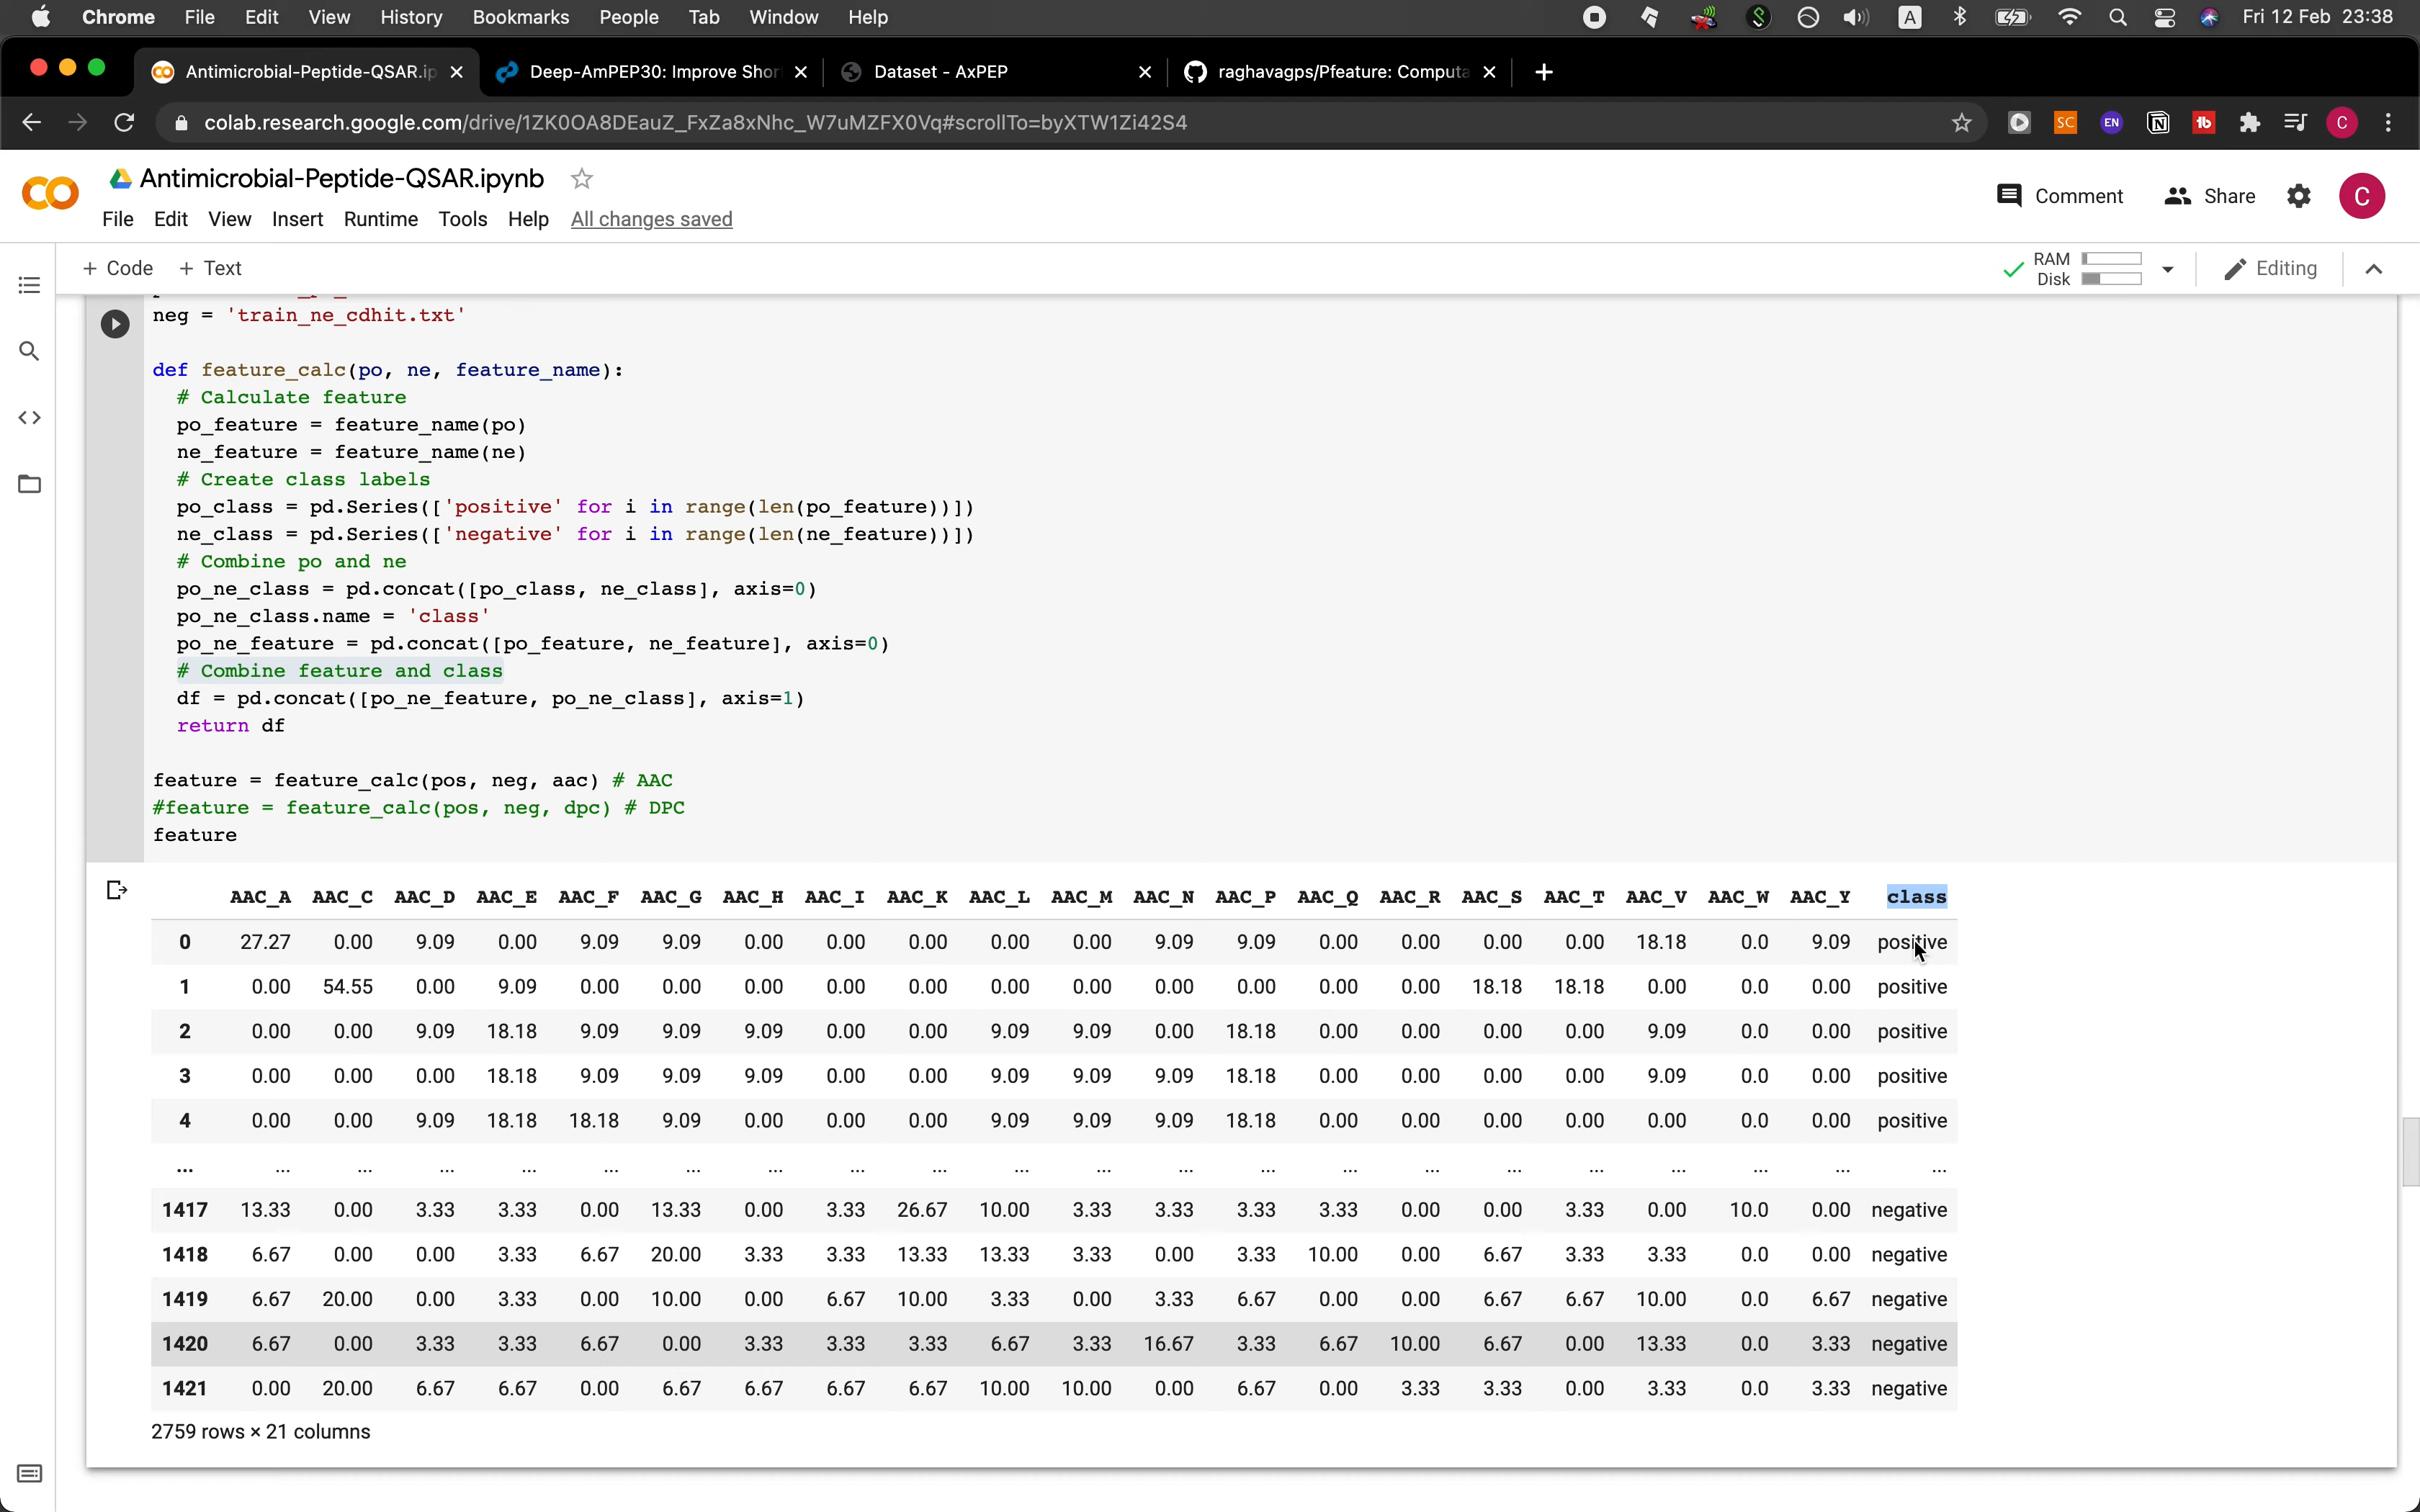 Chrome File Edit View History Bookmarks People Tab Window Help A Fri 12 Feb 23:38
Antimicrobial-Peptide-QSAR.ip Deep-AmPEP30: Improve Shor Dataset - AxPEP raghavagps/Pfeature: Computa
colab.research.google.com/drive/1ZK0OA8DEauZ_FxZa8xNhc_W7uMZFX0Vq#scrollTo=byXTW1Zi42S4 SC EN C
Antimicrobial-Peptide-QSAR.ipynb
Comment Share C
File Edit View Insert Runtime Tools Help All changes saved
+ Code + Text RAM Disk Editing
neg = 'train_ne_cdhit.txt'
def feature_calc(po, ne, feature_name):
# Calculate feature
po_feature = feature_name(po)
ne_feature = feature_name(ne)
# Create class labels
po_class = pd.Series(['positive' for i in range(len(po_feature))])
ne_class = pd.Series(['negative' for i in range(len(ne_feature))])
# Combine po and ne
po_ne_class = pd.concat([po_class, ne_class], axis=0)
po_ne_class.name = 'class'
po_ne_feature = pd.concat([po_feature, ne_feature], axis=0)
# Combine feature and class
df = pd.concat([po_ne_feature, po_ne_class], axis=1)
return df
feature = feature_calc(pos, neg, aac) # AAC
#feature = feature_calc(pos, neg, dpc) # DPC
feature
AAC_A AAC_C AAC_D AAC_E AAC_F AAC_G AAC_H AAC_I AAC_K AAC_L AAC_M AAC_N AAC_P AAC_Q AAC_R AAC_S AAC_T AAC_V AAC_W AAC_Y class
0 27.27 0.00 9.09 0.00 9.09 9.09 0.00 0.00 0.00 0.00 0.00 9.09 9.09 0.00 0.00 0.00 0.00 18.18 0.0 9.09 positive
1 0.00 54.55 0.00 9.09 0.00 0.00 0.00 0.00 0.00 0.00 0.00 0.00 0.00 0.00 0.00 18.18 18.18 0.00 0.0 0.00 positive
2 0.00 0.00 9.09 18.18 9.09 9.09 9.09 0.00 0.00 9.09 9.09 0.00 18.18 0.00 0.00 0.00 0.00 9.09 0.0 0.00 positive
3 0.00 0.00 0.00 18.18 9.09 9.09 9.09 0.00 0.00 9.09 9.09 9.09 18.18 0.00 0.00 0.00 0.00 9.09 0.0 0.00 positive
4 0.00 0.00 9.09 18.18 18.18 9.09 0.00 0.00 0.00 9.09 9.09 9.09 18.18 0.00 0.00 0.00 0.00 0.00 0.0 0.00 positive
... ... ... ... ... ... ... ... ... ... ... ... ... ... ... ... ... ... ... ... ... ...
1417 13.33 0.00 3.33 3.33 0.00 13.33 0.00 3.33 26.67 10.00 3.33 3.33 3.33 3.33 0.00 0.00 3.33 0.00 10.0 0.00 negative
1418 6.67 0.00 0.00 3.33 6.67 20.00 3.33 3.33 13.33 13.33 3.33 0.00 3.33 10.00 0.00 6.67 3.33 3.33 0.0 0.00 negative
1419 6.67 20.00 0.00 3.33 0.00 10.00 0.00 6.67 10.00 3.33 0.00 3.33 6.67 0.00 0.00 6.67 6.67 10.00 0.0 6.67 negative
1420 6.67 0.00 3.33 3.33 6.67 0.00 3.33 3.33 3.33 6.67 3.33 16.67 3.33 6.67 10.00 6.67 0.00 13.33 0.0 3.33 negative
1421 0.00 20.00 6.67 6.67 0.00 6.67 6.67 6.67 6.67 10.00 10.00 0.00 6.67 0.00 3.33 3.33 0.00 3.33 0.0 3.33 negative
2759 rows × 21 columns